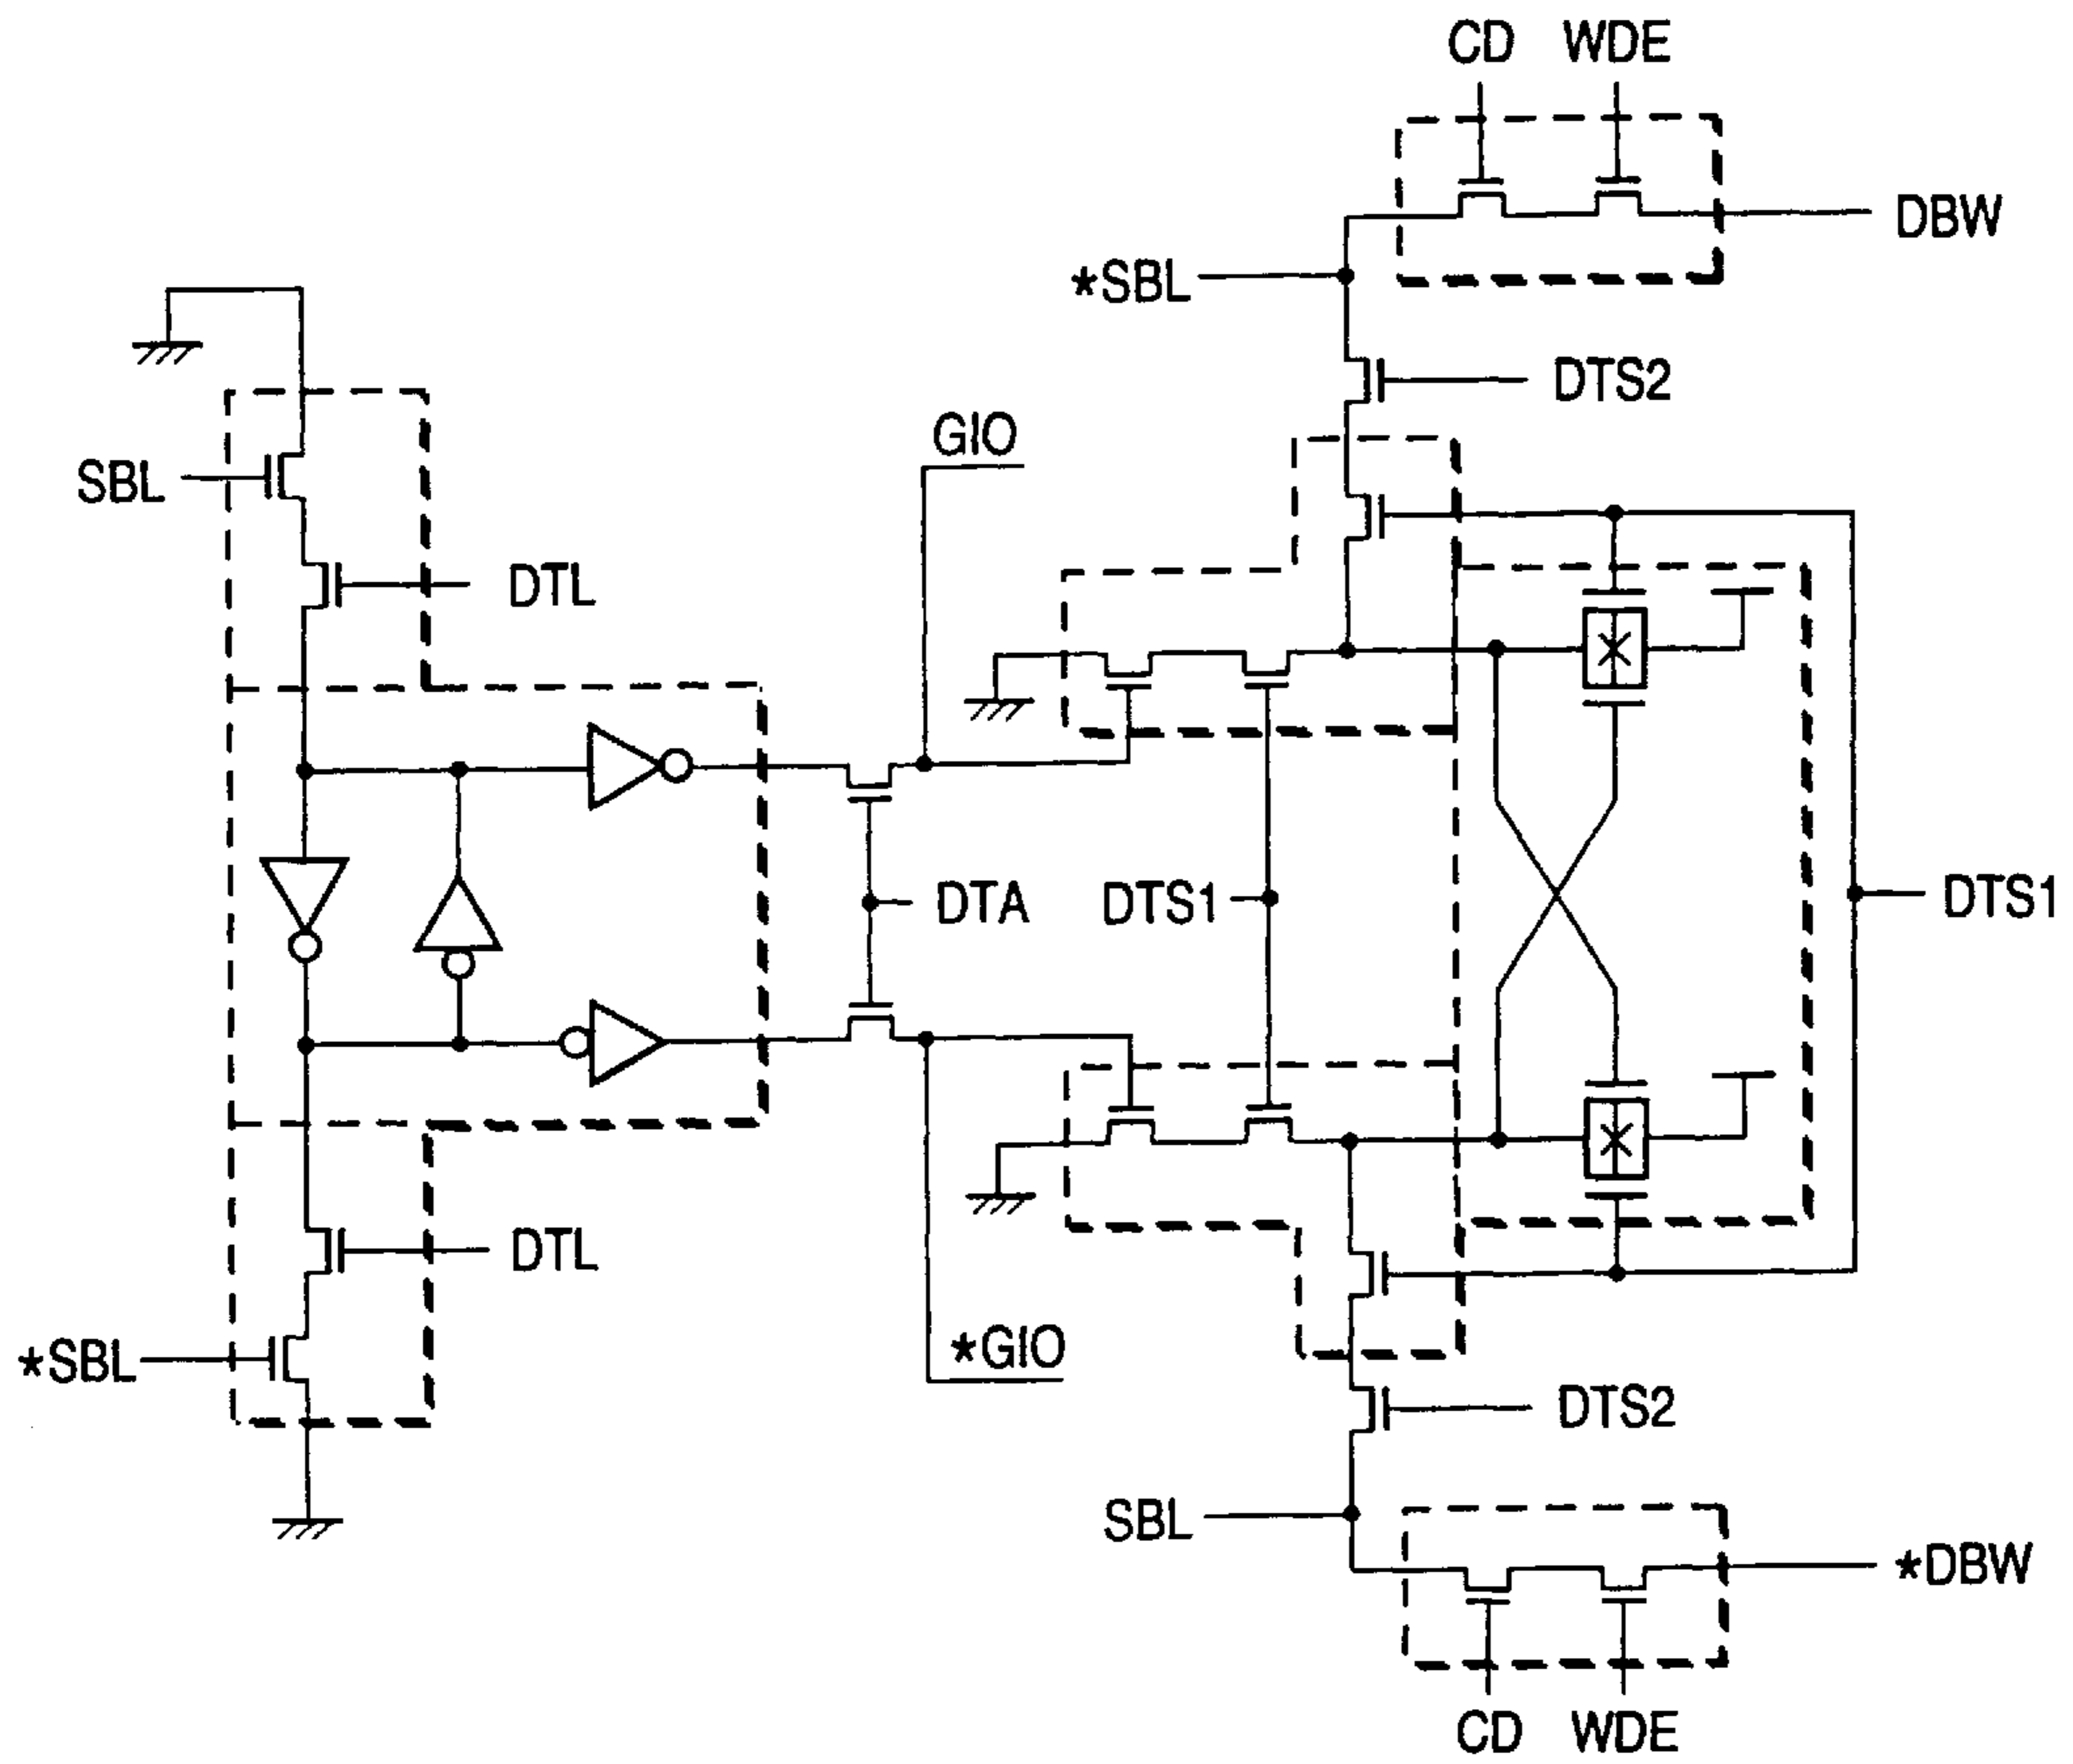 CD WDE
DBW
*SBL
DTS2
GIO
SBL
DTL
DTA DTS1 DTS1
DTL
*GIO
*SBL
DTS2
SBL
*DBW
CD WDE